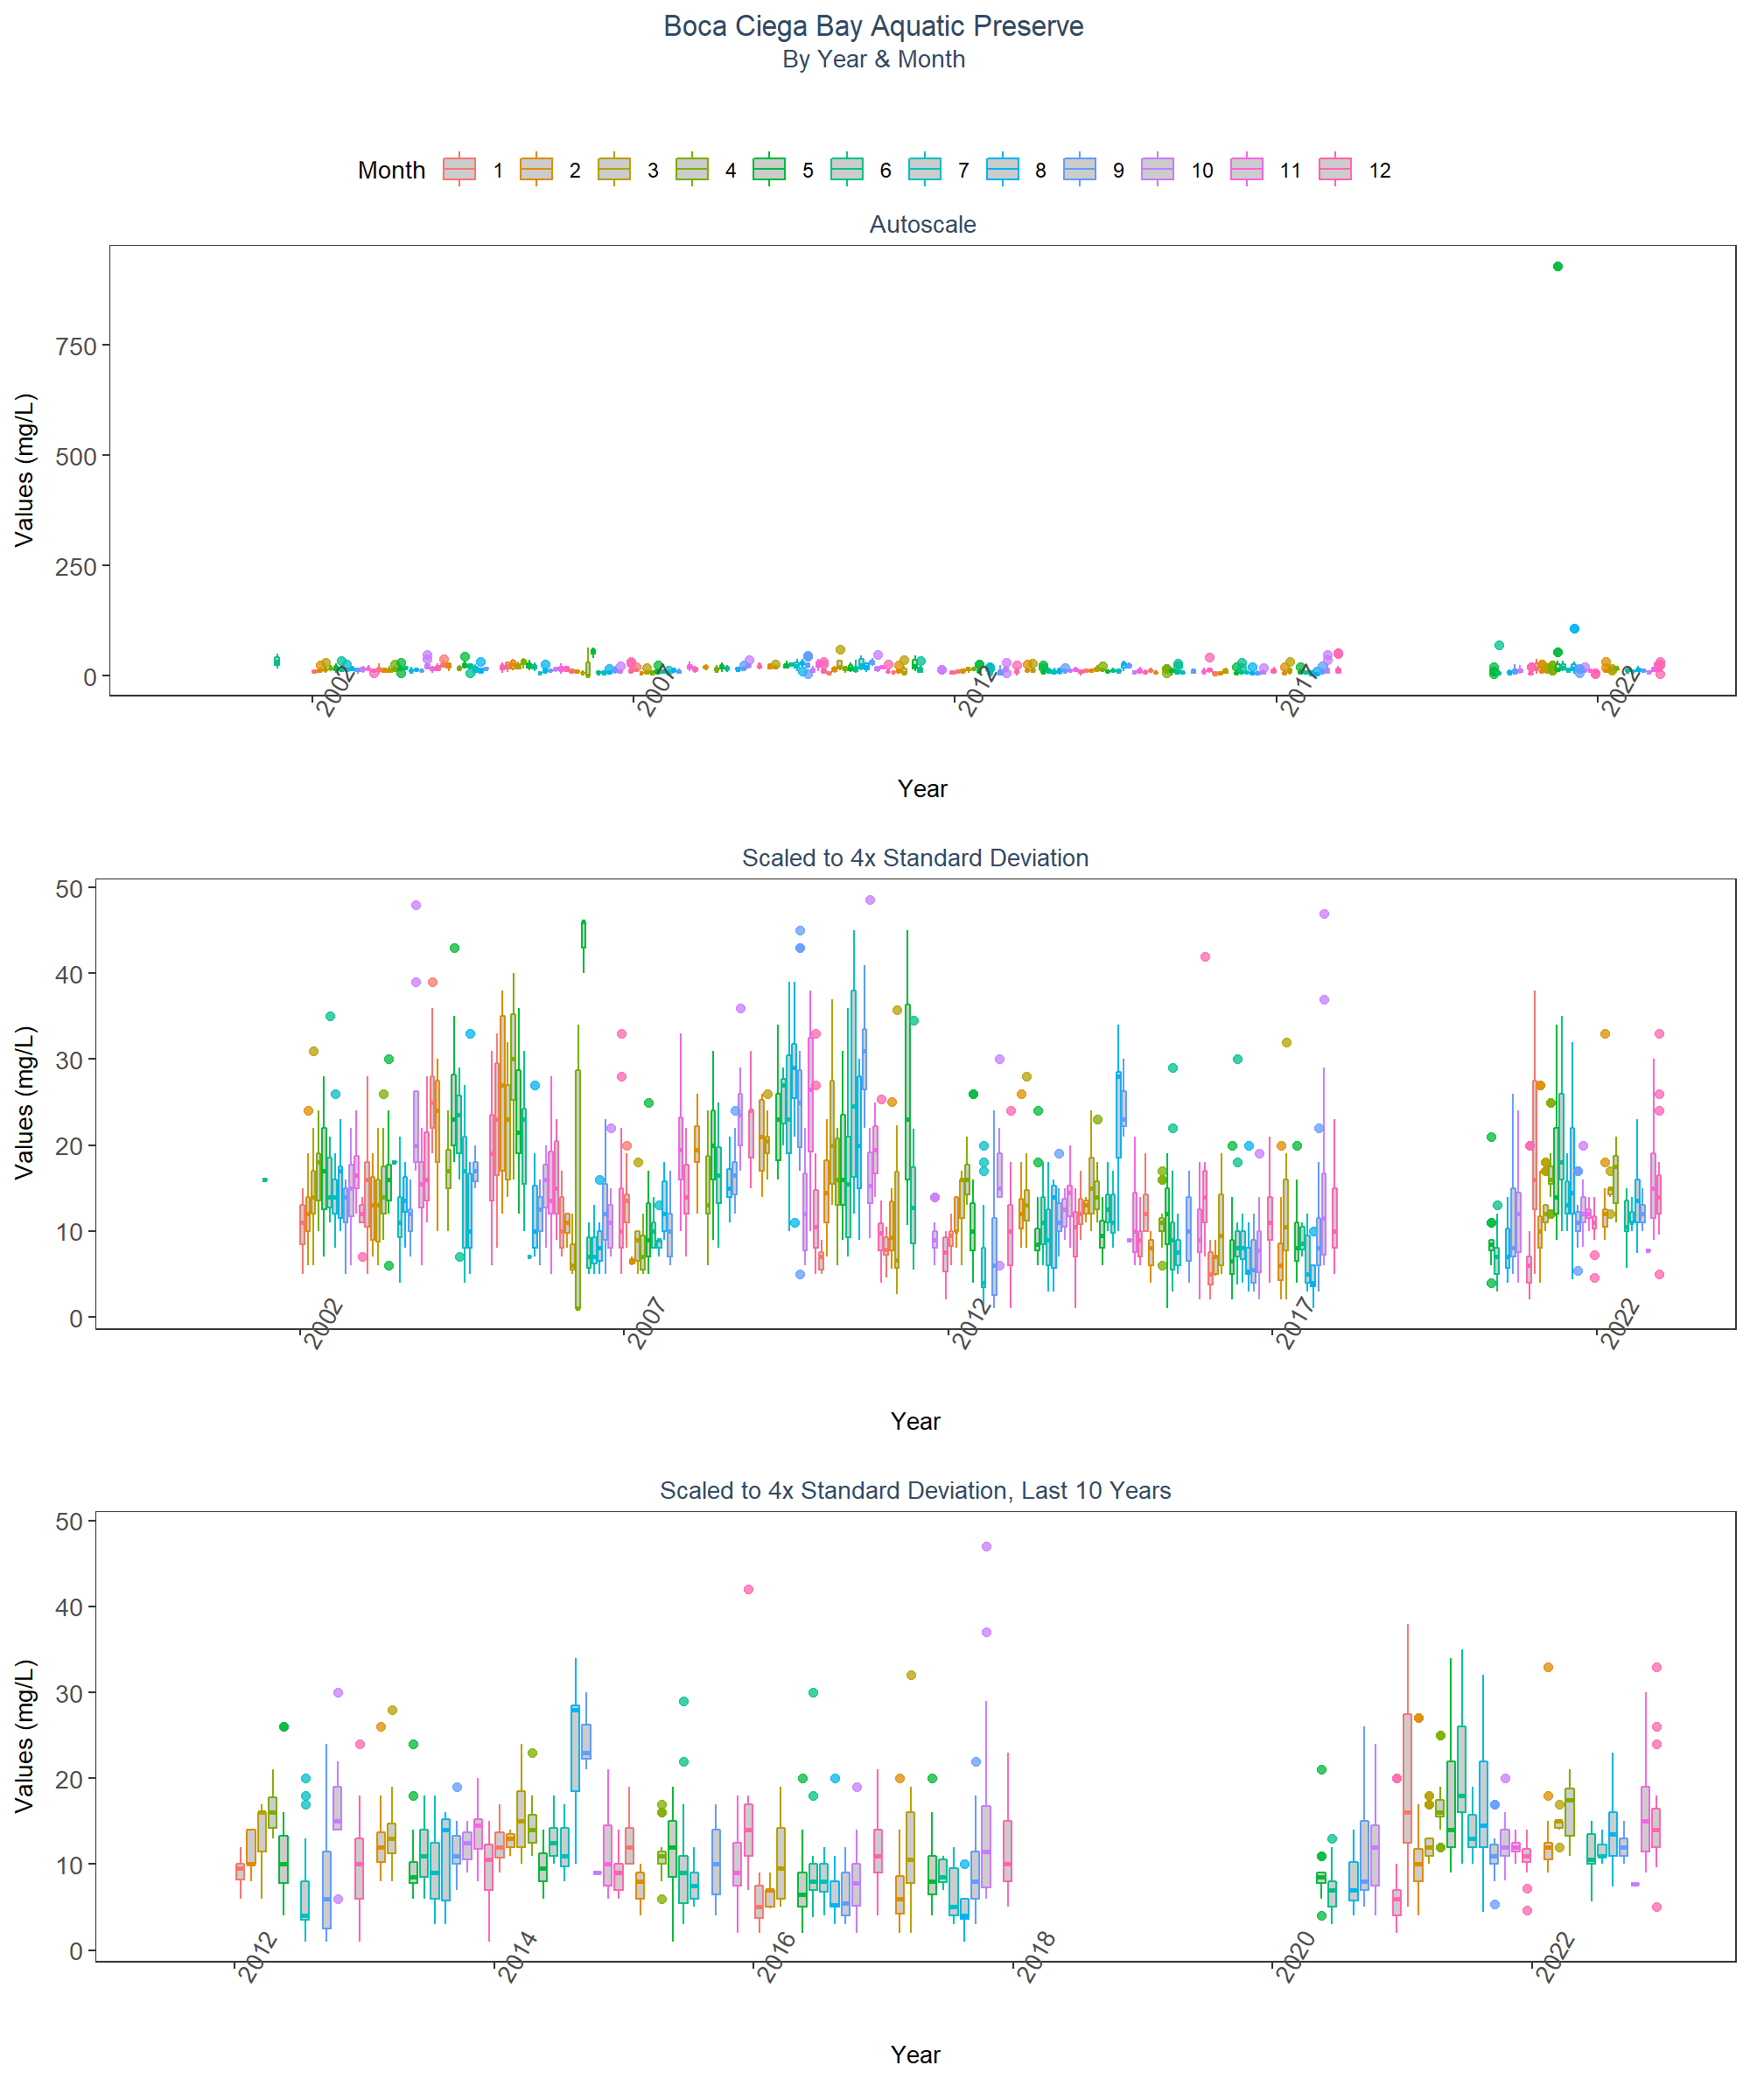 Boca Ciega Bay Aquatic Preserve
By Year & Month
Month 1 2 3 4 5 6 7 8 9 10 11 12
Autoscale
Values (mg/L)
750
500
250
0
2002 2007 2012 2017 2022
Year
Scaled to 4x Standard Deviation
Values (mg/L)
50
40
30
20
10
0
2002 2007 2012 2017 2022
Year
Scaled to 4x Standard Deviation, Last 10 Years
Values (mg/L)
50
40
30
20
10
0
2012 2014 2016 2018 2020 2022
Year